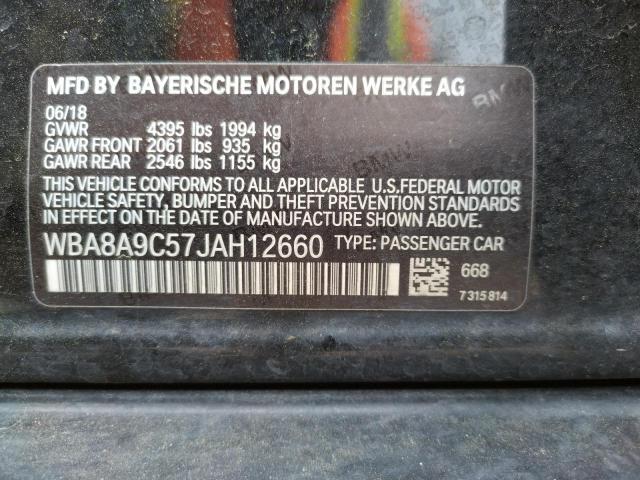 MFD BY BAYERISCHE MOTOREN WERKE AG
06/18
GVWR 4395 lbs 1994 kg
GAWR FRONT 2061 lbs 935 kg
GAWR REAR 2546 lbs 1155 kg
THIS VEHICLE CONFORMS TO ALL APPLICABLE U.S.FEDERAL MOTOR
VEHICLE SAFETY, BUMPER AND THEFT PREVENTION STANDARDS
IN EFFECT ON THE DATE OF MANUFACTURE SHOWN ABOVE.
WBA8A9C57JAH12660 TYPE: PASSENGER CAR
668
7315814
BMW
BMW